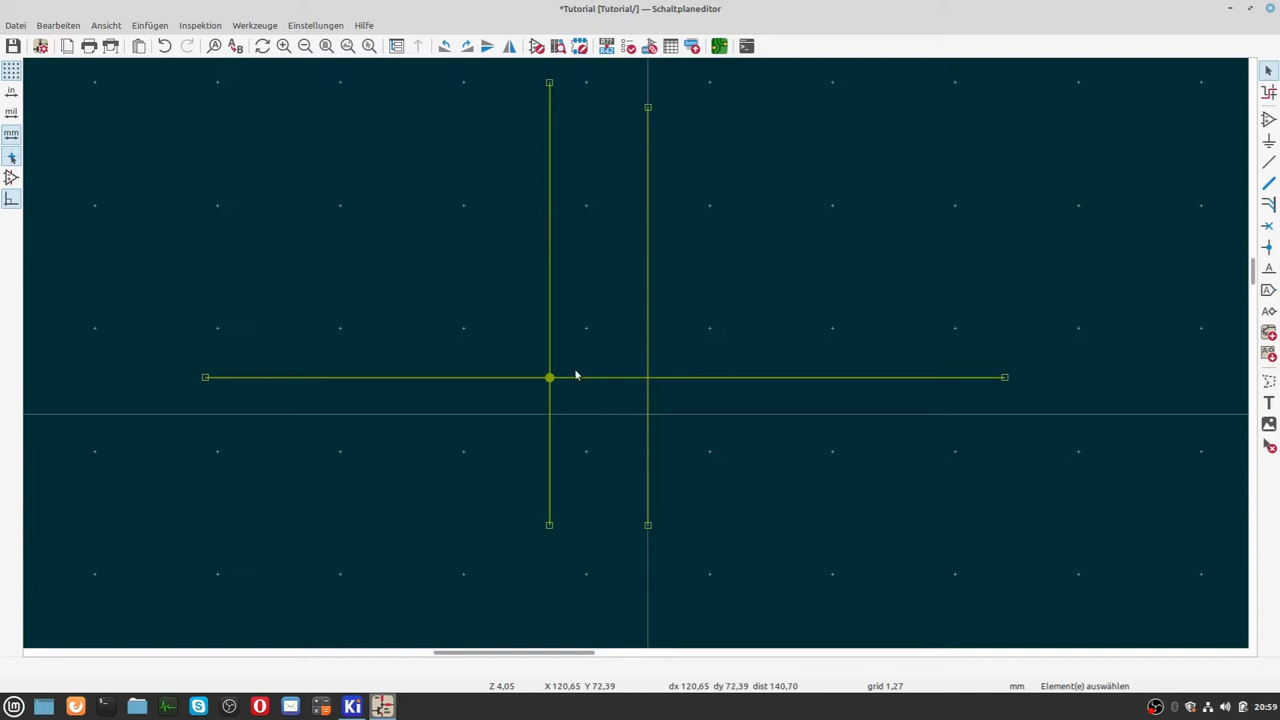 *Tutorial [Tutorial/] — Schaltplaneditor
Datei Bearbeiten Ansicht Einfügen Inspektion Werkzeuge Einstellungen Hilfe
in
mil
mm
A
T
Z 4,05 X 120,65 Y 72,39 dx 120,65 dy 72,39 dist 140,70 grid 1,27 mm Element(e) auswählen
Ki
20:59